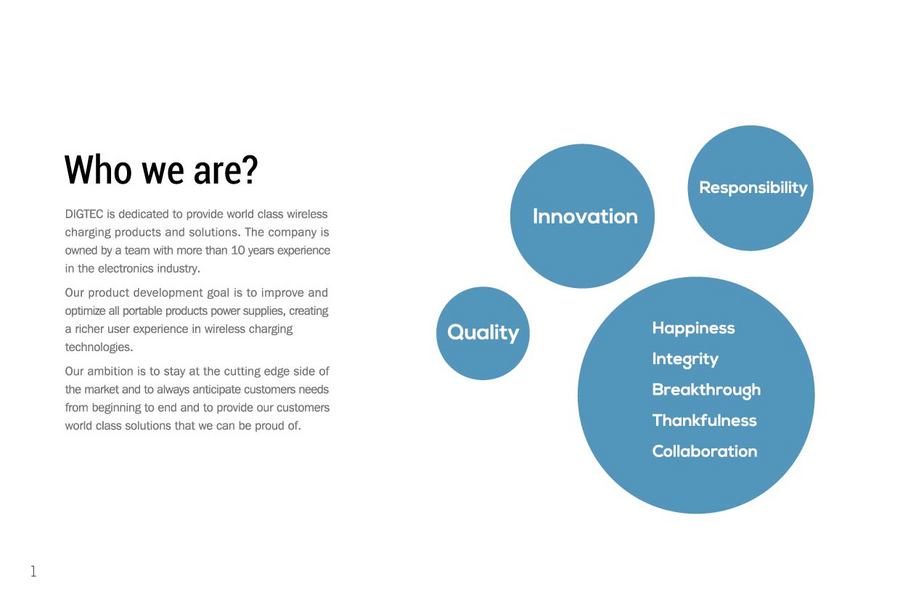 Who we are?
DIGTEC is dedicated to provide world class wireless
charging products and solutions. The company is
owned by a team with more than 10 years experience
in the electronics industry.
Our product development goal is to improve and
optimize all portable products power supplies, creating
a richer user experience in wireless charging
technologies.
Our ambition is to stay at the cutting edge side of
the market and to always anticipate customers needs
from beginning to end and to provide our customers
world class solutions that we can be proud of.
Innovation
Responsibility
Quality
Happiness
Integrity
Breakthrough
Thankfulness
Collaboration
1